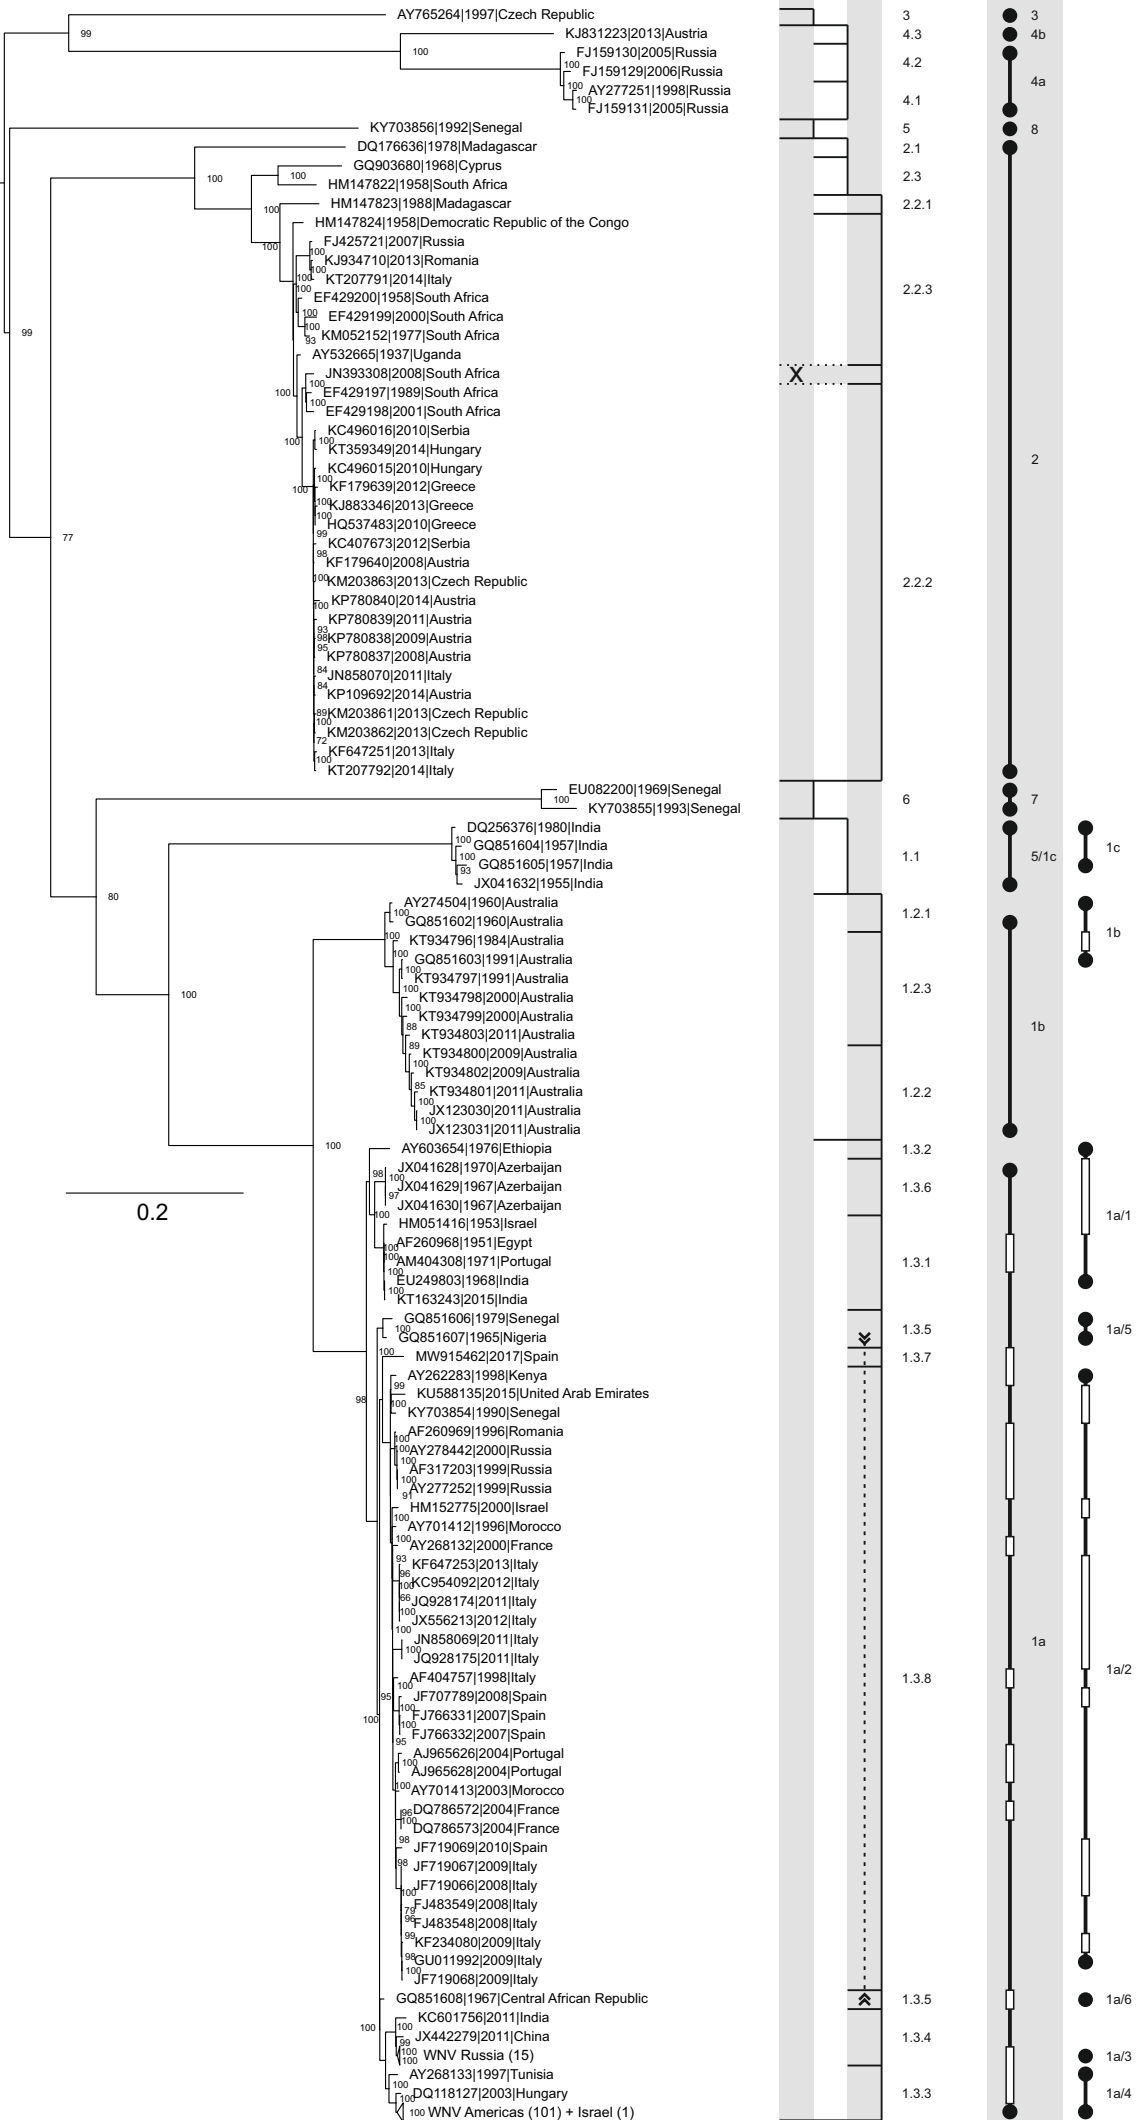 AY765264|1997|Czech Republic 3 3
99 KJ831223|2013|Austria 4.3 4b
100 FJ159130|2005|Russia 4.2
100 FJ159129|2006|Russia
100 AY277251|1998|Russia 4a
100 FJ159131|2005|Russia 4.1
KY703856|1992|Senegal 5 8
DQ176636|1978|Madagascar 2.1
GQ903680|1968|Cyprus 2.3
100 100 HM147822|1958|South Africa
100 HM147823|1988|Madagascar 2.2.1
HM147824|1958|Democratic Republic of the Congo
100 FJ425721|2007|Russia
100 KJ934710|2013|Romania
100 100 KT207791|2014|Italy
100 EF429200|1958|South Africa 2.2.3
100 EF429199|2000|South Africa
99 100 KM052152|1977|South Africa
93 AY532665|1937|Uganda
JN393308|2008|South Africa X
100 100 EF429197|1989|South Africa
100 EF429198|2001|South Africa
KC496016|2010|Serbia
100 100 KT359349|2014|Hungary
KC496015|2010|Hungary 2
100 100 KF179639|2012|Greece
100 KJ883346|2013|Greece
100 HQ537483|2010|Greece
77 99 KC407673|2012|Serbia
98 KF179640|2008|Austria
100 KM203863|2013|Czech Republic 2.2.2
100 KP780840|2014|Austria
KP780839|2011|Austria
93
98 KP780838|2009|Austria
95 KP780837|2008|Austria
84 JN858070|2011|Italy
84 KP109692|2014|Austria
89 KM203861|2013|Czech Republic
100 KM203862|2013|Czech Republic
72 KF647251|2013|Italy
100 KT207792|2014|Italy
EU082200|1969|Senegal 6 7
100 KY703855|1993|Senegal
DQ256376|1980|India
100 GQ851604|1957|India 1.1 5/1c 1c
100 GQ851605|1957|India
93 JX041632|1955|India
80 AY274504|1960|Australia 1.2.1
100 GQ851602|1960|Australia 1b
100 KT934796|1984|Australia
100 GQ851603|1991|Australia
100 KT934797|1991|Australia 1.2.3
100 100 KT934798|2000|Australia
100 KT934799|2000|Australia
88 KT934803|2011|Australia 1b
89 KT934800|2009|Australia
100 KT934802|2009|Australia
85 KT934801|2011|Australia 1.2.2
100 JX123030|2011|Australia
100 JX123031|2011|Australia
100 AY603654|1976|Ethiopia 1.3.2
98 100 JX041628|1970|Azerbaijan
97 JX041629|1967|Azerbaijan 1.3.6
0.2 100 JX041630|1967|Azerbaijan 1a/1
HM051416|1953|Israel
100 AF260968|1951|Egypt
100 AM404308|1971|Portugal 1.3.1
100 EU249803|1968|India
100 KT163243|2015|India
GQ851606|1979|Senegal 1.3.5 1a/5
100 GQ851607|1965|Nigeria
100 MW915462|2017|Spain 1.3.7
AY262283|1998|Kenya
98 99 KU588135|2015|United Arab Emirates
100 KY703854|1990|Senegal
100 AF260969|1996|Romania
100 AY278442|2000|Russia
100 AF317203|1999|Russia
100 AY277252|1999|Russia
91 HM152775|2000|Israel
100 AY701412|1996|Morocco
100 AY268132|2000|France
93 KF647253|2013|Italy
96
100 KC954092|2012|Italy
66 JQ928174|2011|Italy
100 JX556213|2012|Italy
100 JN858069|2011|Italy 1a
100 JQ928175|2011|Italy
100 AF404757|1998|Italy 1.3.8 1a/2
95 JF707789|2008|Spain
100 100 FJ766331|2007|Spain
100 FJ766332|2007|Spain
95 AJ965626|2004|Portugal
100 AJ965628|2004|Portugal
100 AY701413|2003|Morocco
96 DQ786572|2004|France
100 DQ786573|2004|France
98 JF719069|2010|Spain
98 JF719067|2009|Italy
100 JF719066|2008|Italy
79 FJ483549|2008|Italy
96 FJ483548|2008|Italy
99 KF234080|2009|Italy
98 GU011992|2009|Italy
100 JF719068|2009|Italy
GQ851608|1967|Central African Republic 1.3.5 1a/6
100 100 KC601756|2011|India
99 JX442279|2011|China 1.3.4
100
100 WNV Russia (15) 1a/3
100 AY268133|1997|Tunisia
100 DQ118127|2003|Hungary 1.3.3 1a/4
100 WNV Americas (101) + Israel (1)